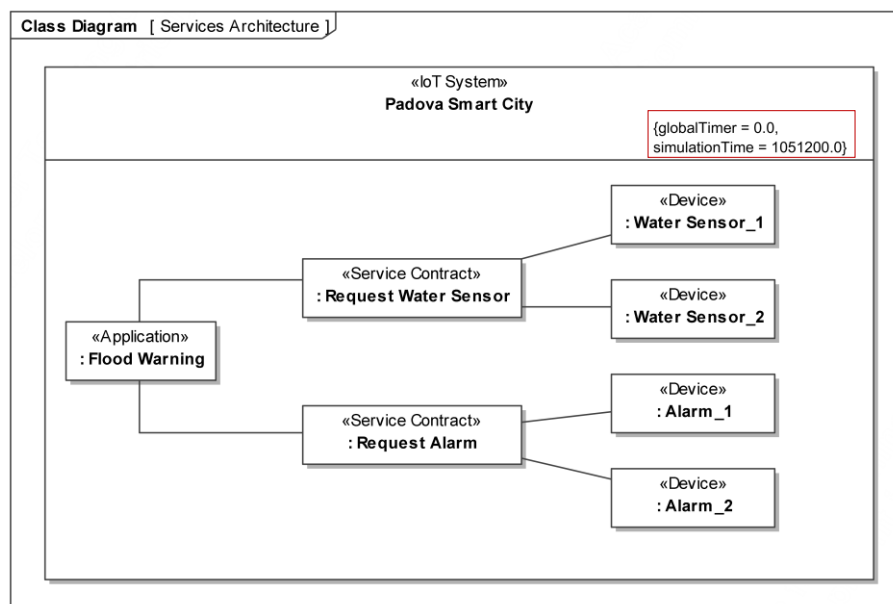 Class Diagram [ Services Architecture ]
«IoT System»
Padova Smart City
{globalTimer = 0.0,
simulationTime = 1051200.0}
«Device»
: Water Sensor_1
«Service Contract»
: Request Water Sensor
«Device»
: Water Sensor_2
«Application»
: Flood Warning
«Device»
: Alarm_1
«Service Contract»
: Request Alarm
«Device»
: Alarm_2